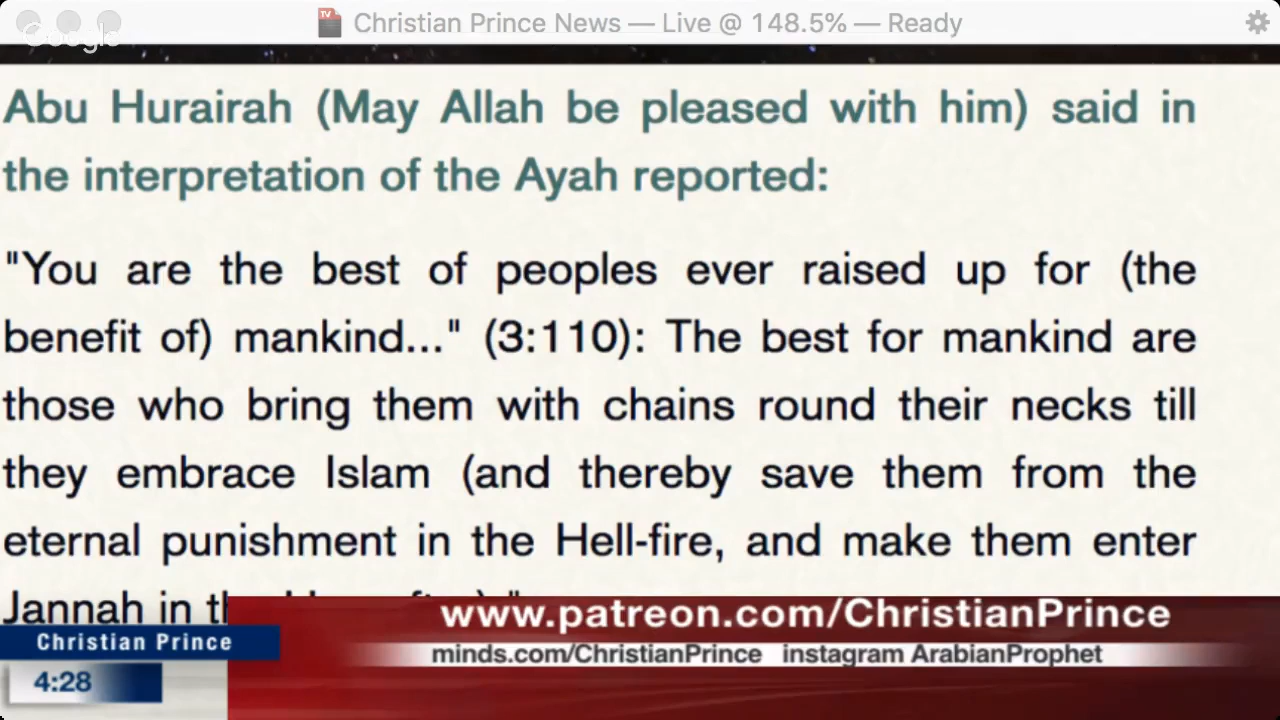 Christian Prince News — Live @ 148.5% — Ready
Google
Abu Hurairah (May Allah be pleased with him) said in
the interpretation of the Ayah reported:
"You are the best of peoples ever raised up for (the
benefit of) mankind..." (3:110): The best for mankind are
those who bring them with chains round their necks till
they embrace Islam (and thereby save them from the
eternal punishment in the Hell-fire, and make them enter
Jannah in
www.patreon.com/ChristianPrince
Christian Prince
minds.com/ChristianPrince instagram ArabianProphet
4:28